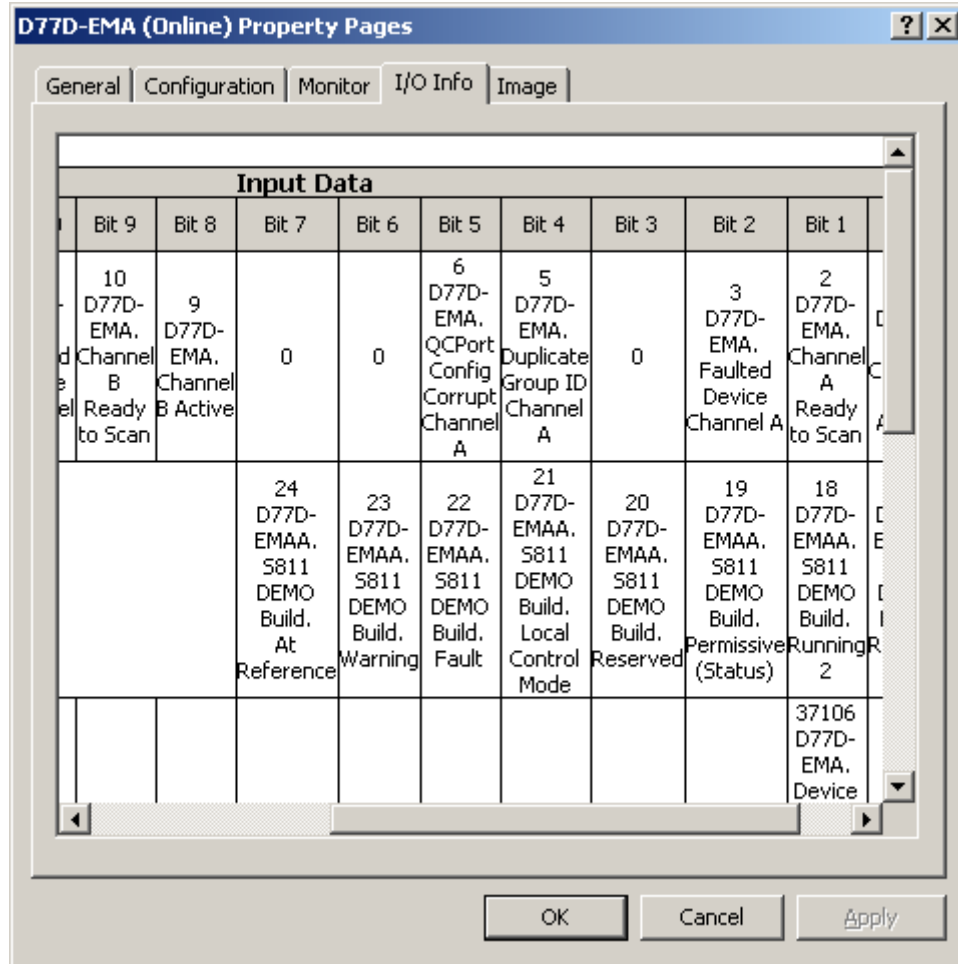 D77D-EMA (Online) Property Pages
General Configuration Monitor I/O Info Image
Input Data
Bit 9 Bit 8 Bit 7 Bit 6 Bit 5 Bit 4 Bit 3 Bit 2 Bit 1
10
D77D-
EMA.
Channel
B
Ready
to Scan
9
D77D-
EMA.
Channel
B Active
0
0
6
D77D-
EMA.
QCPort
Config
Corrupt
Channel
A
5
D77D-
EMA.
Duplicate
Group ID
Channel
A
0
3
D77D-
EMA.
Faulted
Device
Channel A
2
D77D-
EMA.
Channel
A
Ready
to Scan
24
D77D-
EMAA.
S811
DEMO
Build.
At
Reference
23
D77D-
EMAA.
S811
DEMO
Build.
Warning
22
D77D-
EMAA.
S811
DEMO
Build.
Fault
21
D77D-
EMAA.
S811
DEMO
Build.
Local
Control
Mode
20
D77D-
EMAA.
S811
DEMO
Build.
Reserved
19
D77D-
EMAA.
S811
DEMO
Build.
Permissive
(Status)
18
D77D-
EMAA.
S811
DEMO
Build.
Running
2
37106
D77D-
EMA.
Device
OK Cancel Apply